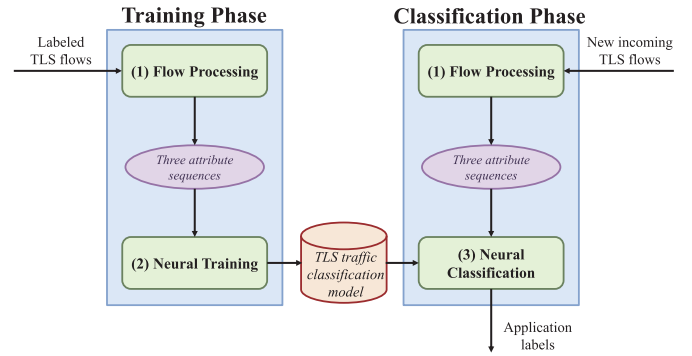 Training Phase
Labeled
TLS flows
(1) Flow Processing
Three attribute
sequences
(2) Neural Training
TLS traffic
classification
model
Classification Phase
New incoming
TLS flows
(1) Flow Processing
Three attribute
sequences
(3) Neural
Classification
Application
labels